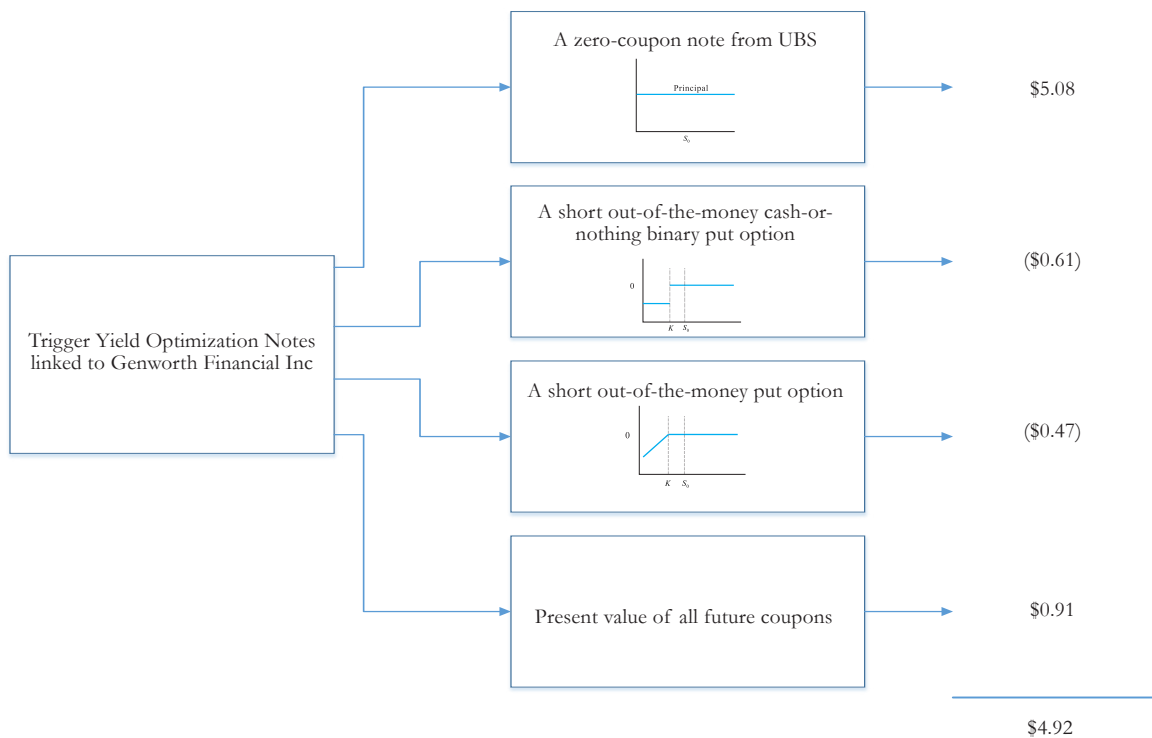 A zero-coupon note from UBS
Principal
S₀
$5.08
A short out-of-the-money cash-or-
nothing binary put option
0
K
S₀
($0.61)
Trigger Yield Optimization Notes
linked to Genworth Financial Inc
A short out-of-the-money put option
0
K
S₀
($0.47)
Present value of all future coupons
$0.91
$4.92